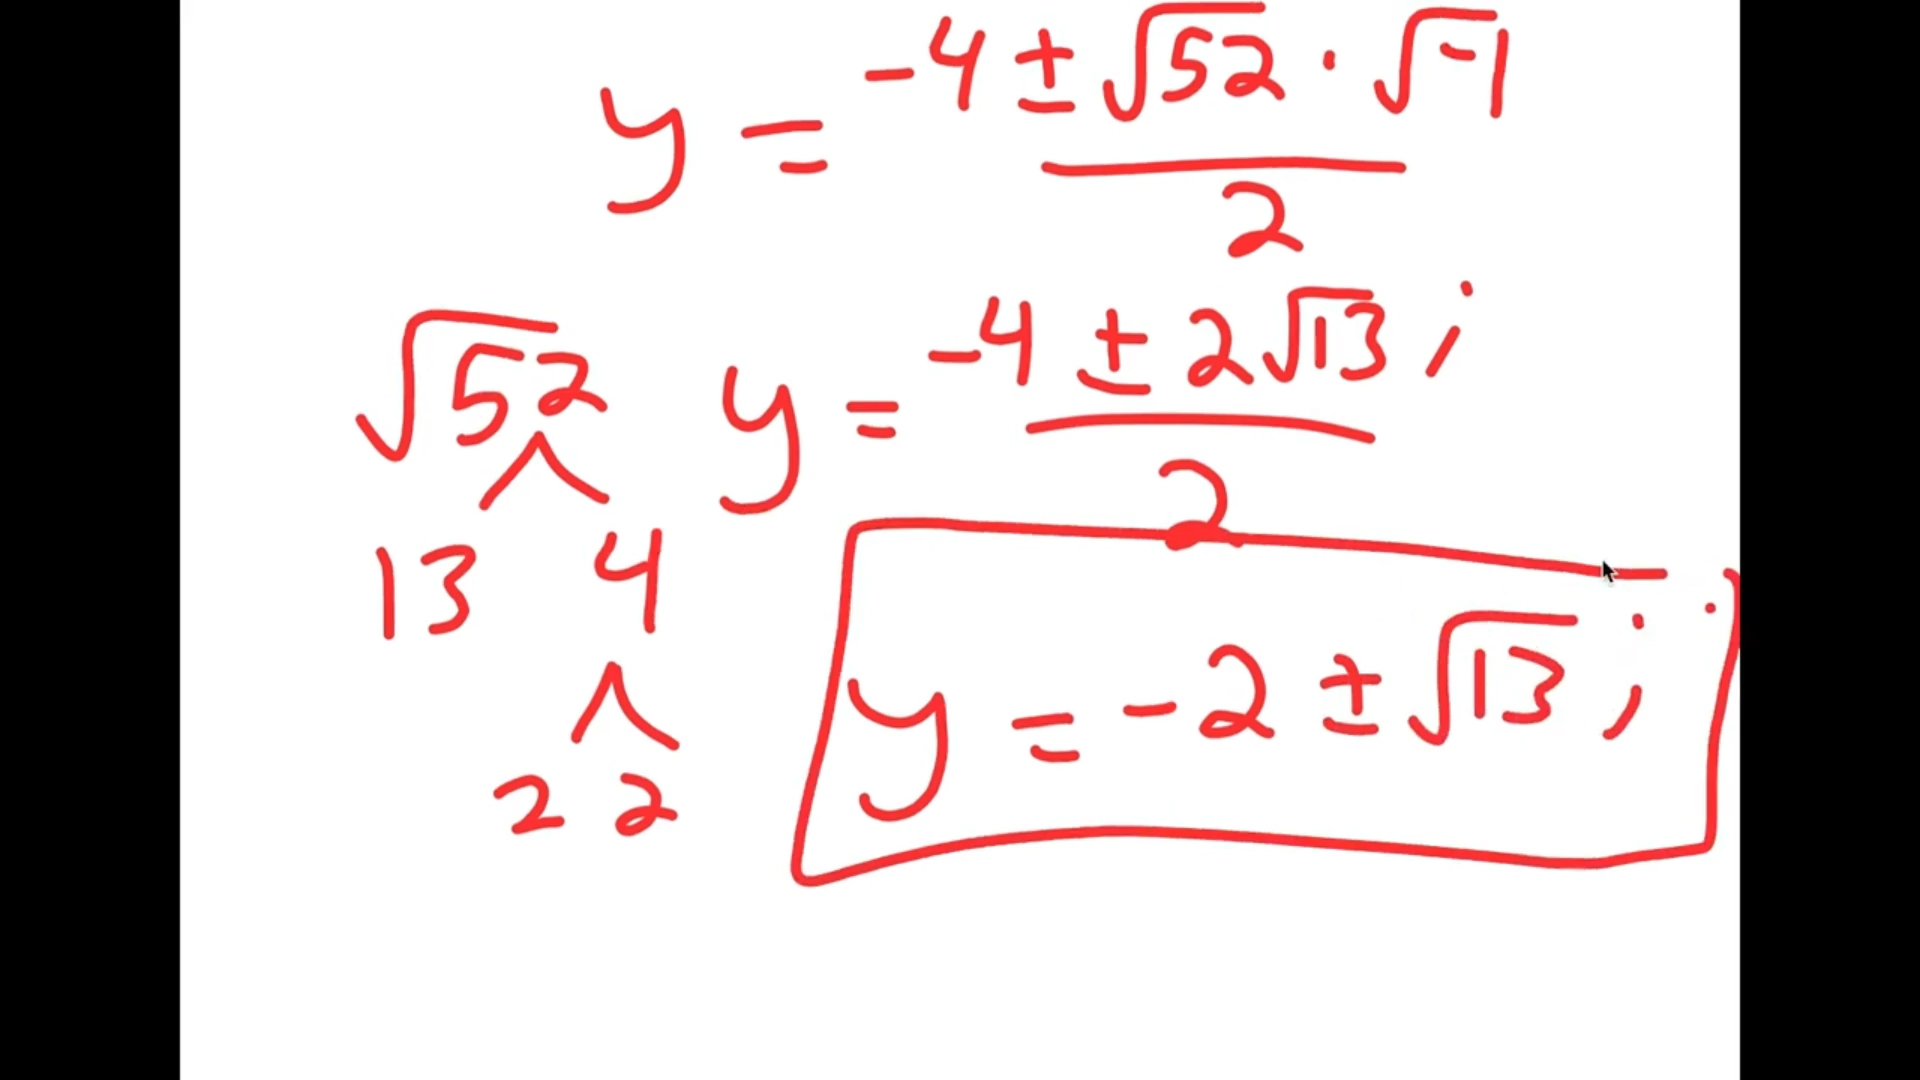 y = -4 ± √52 · √-1
2
√52
y = -4 ± 2√13 i
2
13 4
2 2
y = -2 ± √13 i